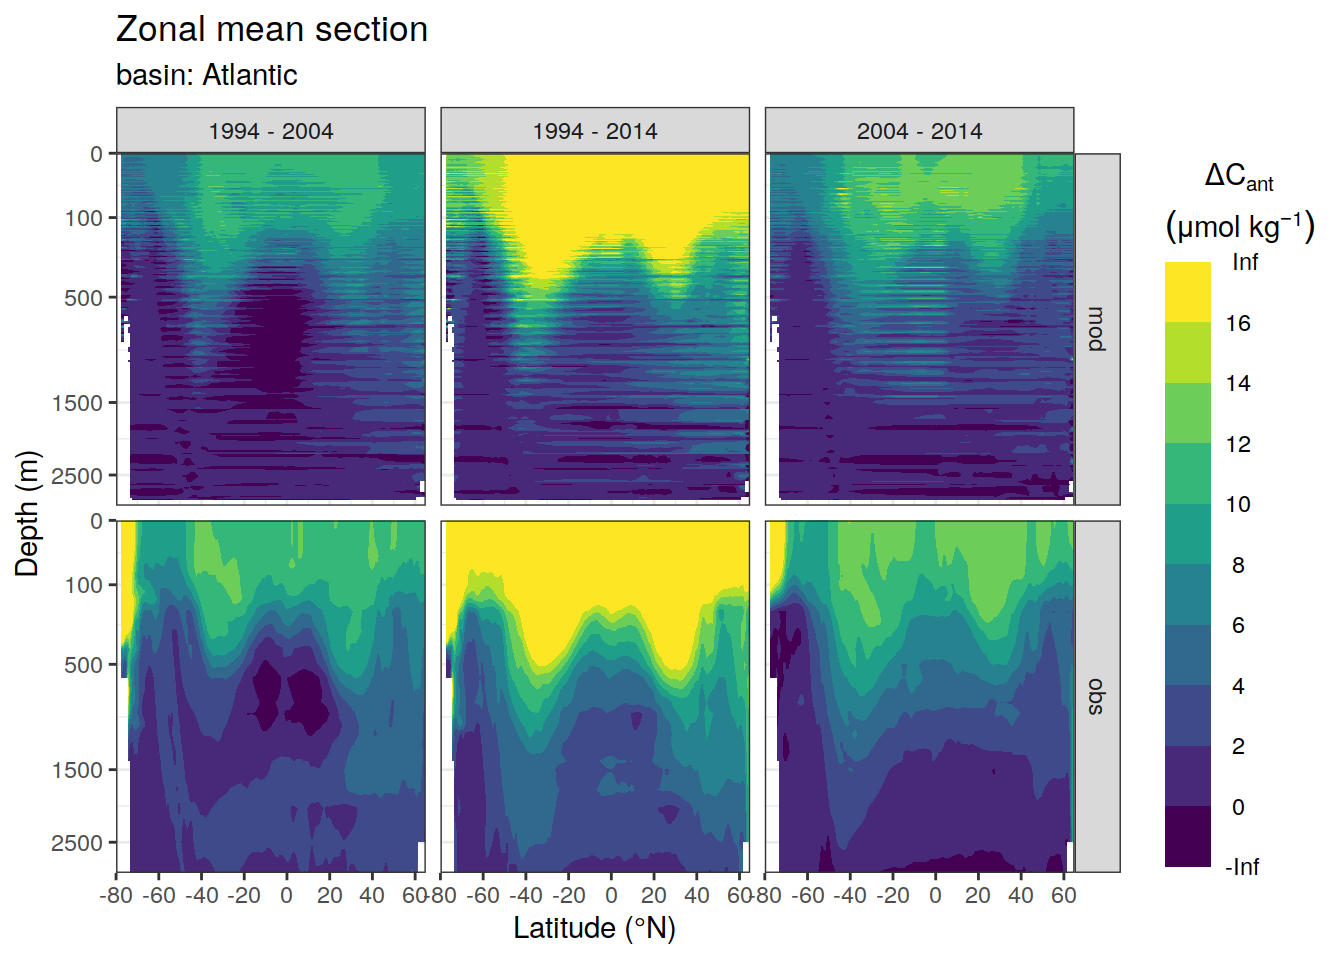 Zonal mean section
basin: Atlantic
1994 - 2004
1994 - 2014
2004 - 2014
0
100
500
1500
2500
mod
0
100
500
1500
2500
obs
Depth (m)
-80 -60 -40 -20 0 20 40 60
-80 -60 -40 -20 0 20 40 60
-80 -60 -40 -20 0 20 40 60
Latitude (°N)
ΔCant
(μmol kg⁻¹)
Inf
16
14
12
10
8
6
4
2
0
-Inf